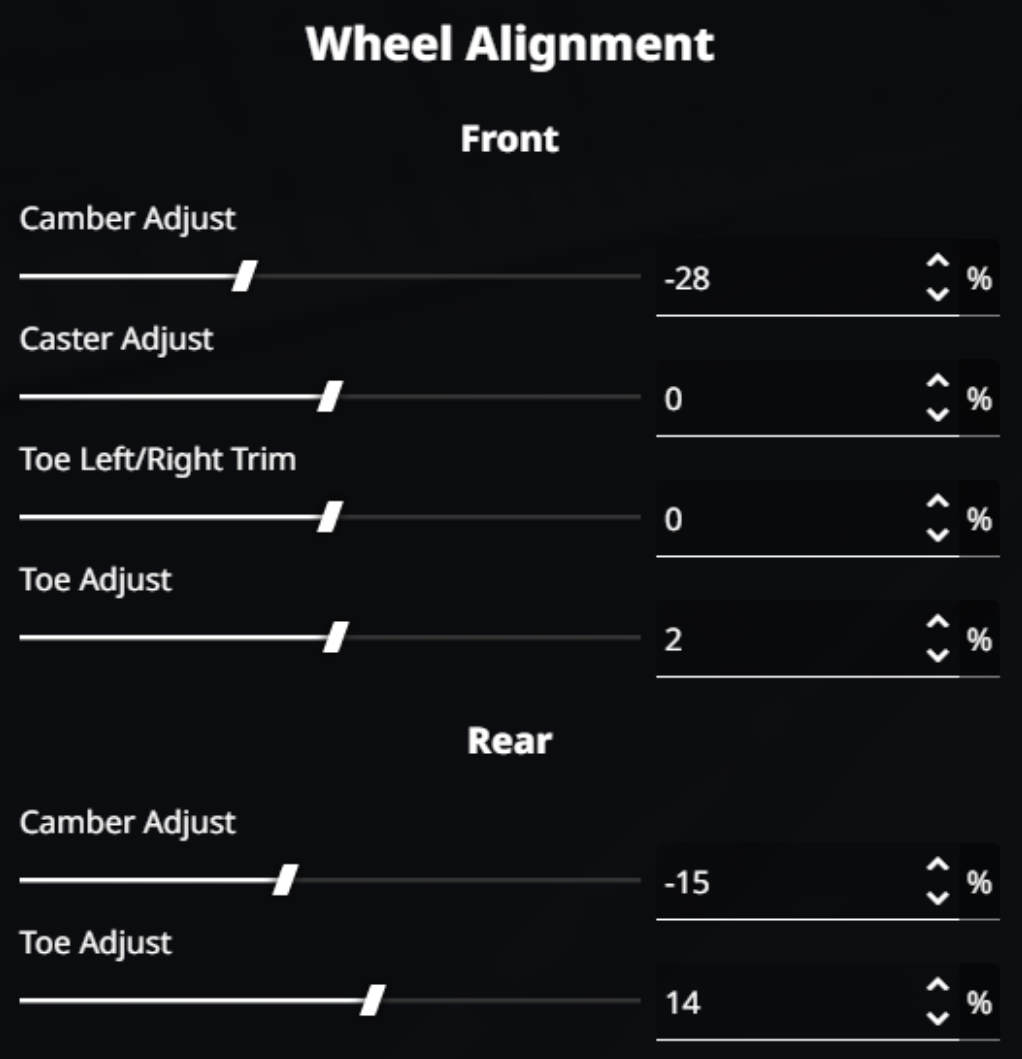 Wheel Alignment
Front
Camber Adjust
-28 %
Caster Adjust
0 %
Toe Left/Right Trim
0 %
Toe Adjust
2 %
Rear
Camber Adjust
-15 %
Toe Adjust
14 %